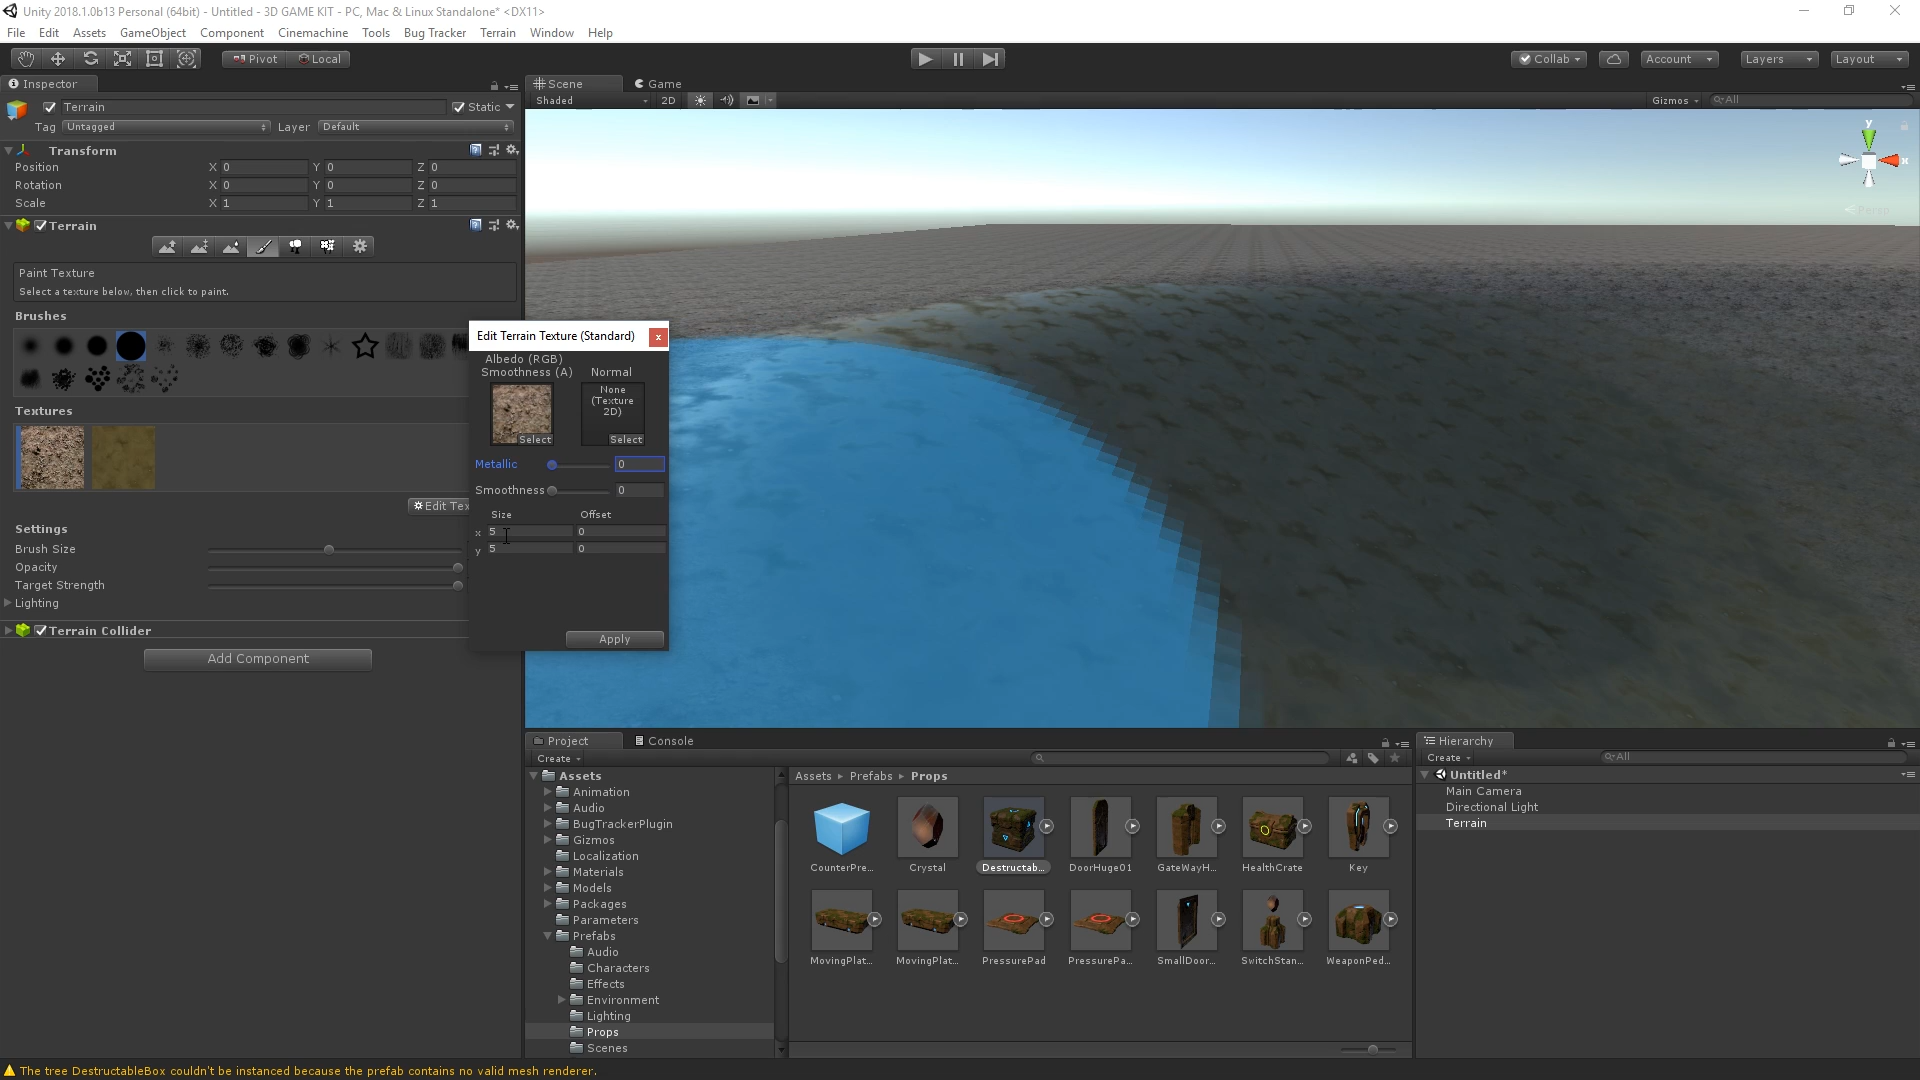 Unity 2018.1.0b13 Personal (64bit) - Untitled - 3D GAME KIT - PC, Mac & Linux Standalone* <DX11>
File Edit Assets GameObject Component Cinemachine Tools Bug Tracker Terrain Window Help
Pivot Local
Collab Account Layers Layout
Inspector
Terrain Static
Tag Untagged Layer Default
Transform
Position X 0 Y 0 Z 0
Rotation X 0 Y 0 Z 0
Scale X 1 Y 1 Z 1
Terrain
Paint Texture
Select a texture below, then click to paint.
Brushes
Textures
Edit Tex
Settings
Brush Size
Opacity
Target Strength
Lighting
Terrain Collider
Add Component
Scene Game
Shaded 2D Gizmos All
y
x
Persp
Edit Terrain Texture (Standard) x
Albedo (RGB)
Smoothness (A) Normal
None
(Texture
2D)
Select Select
Metallic 0
Smoothness 0
Size Offset
x 5 0
y 5 0
Apply
Project Console
Create
Assets
Animation
Audio
BugTrackerPlugin
Gizmos
Localization
Materials
Models
Packages
Parameters
Prefabs
Audio
Characters
Effects
Environment
Lighting
Props
Scenes
Assets Prefabs Props
CounterPre... Crystal Destructab... DoorHuge01 GateWayH... HealthCrate Key
MovingPlat... MovingPlat... PressurePad PressurePa... SmallDoor... SwitchStan... WeaponPed...
Hierarchy
Create All
Untitled*
Main Camera
Directional Light
Terrain
The tree DestructableBox couldn't be instanced because the prefab contains no valid mesh renderer.